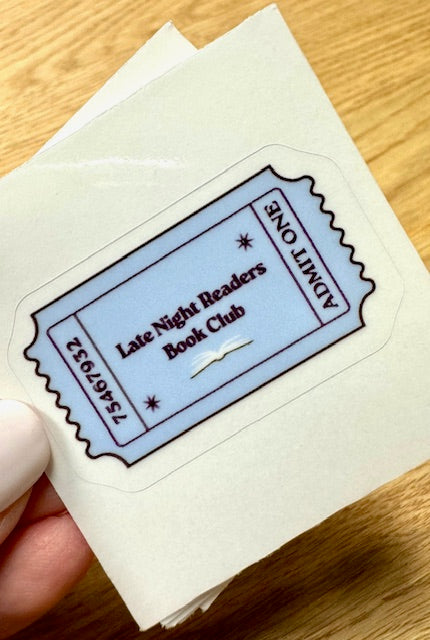 75467932
Late Night Readers
Book Club
ADMIT ONE